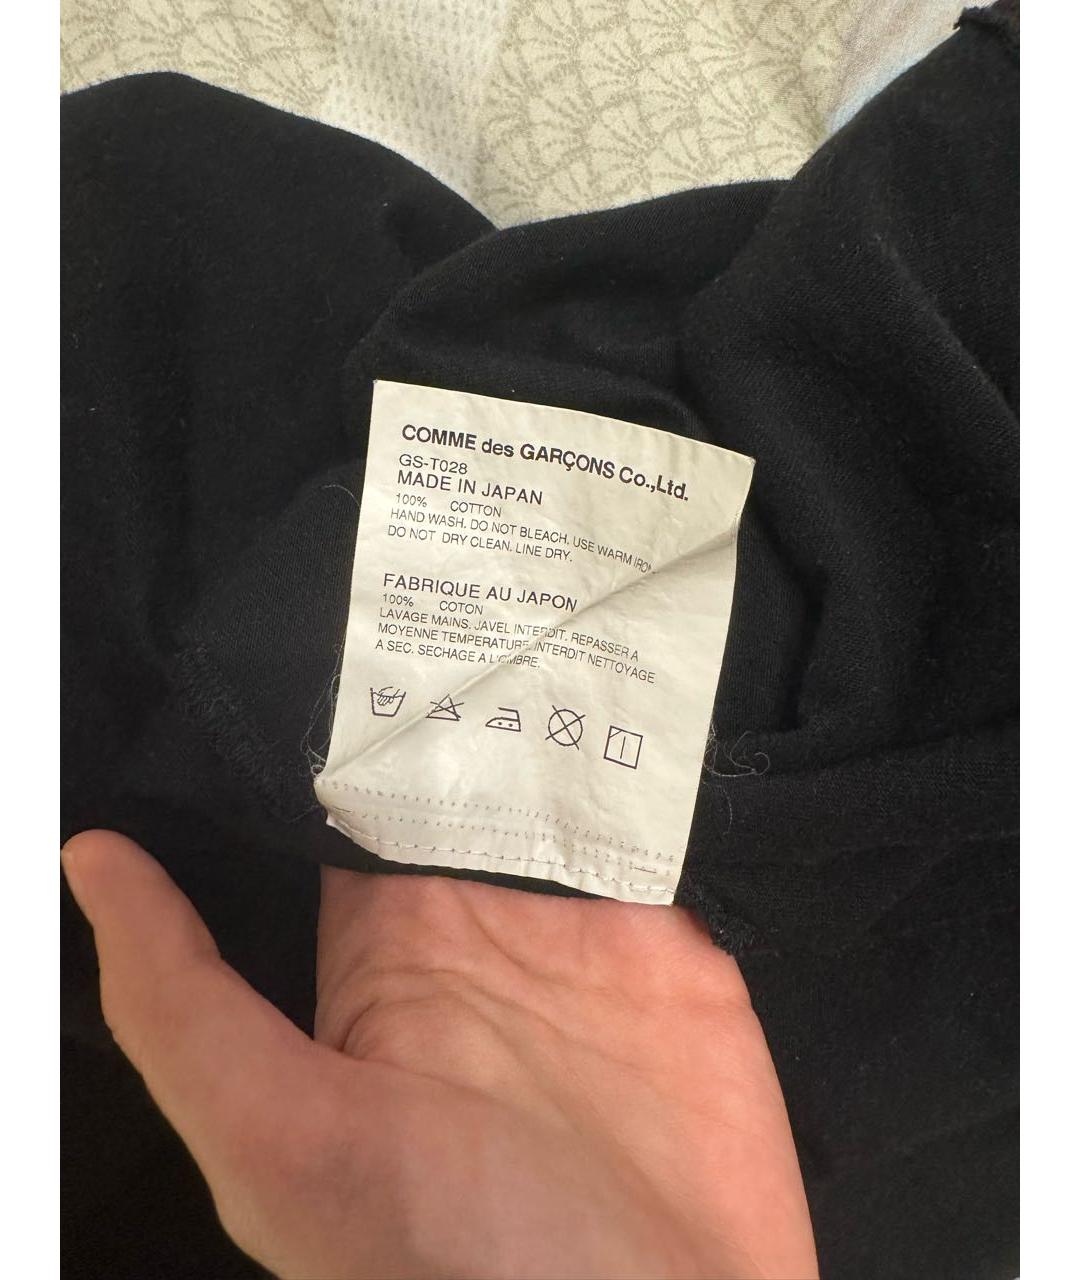 COMME des GARÇONS Co.,Ltd.
GS-T028
MADE IN JAPAN
100% COTTON
HAND WASH. DO NOT BLEACH. USE WARM IRON.
DO NOT DRY CLEAN. LINE DRY.
FABRIQUE AU JAPON
100% COTON
LAVAGE MAINS. JAVEL INTERDIT. REPASSER A
MOYENNE TEMPERATURE. INTERDIT NETTOYAGE
A SEC. SECHAGE A L'OMBRE.